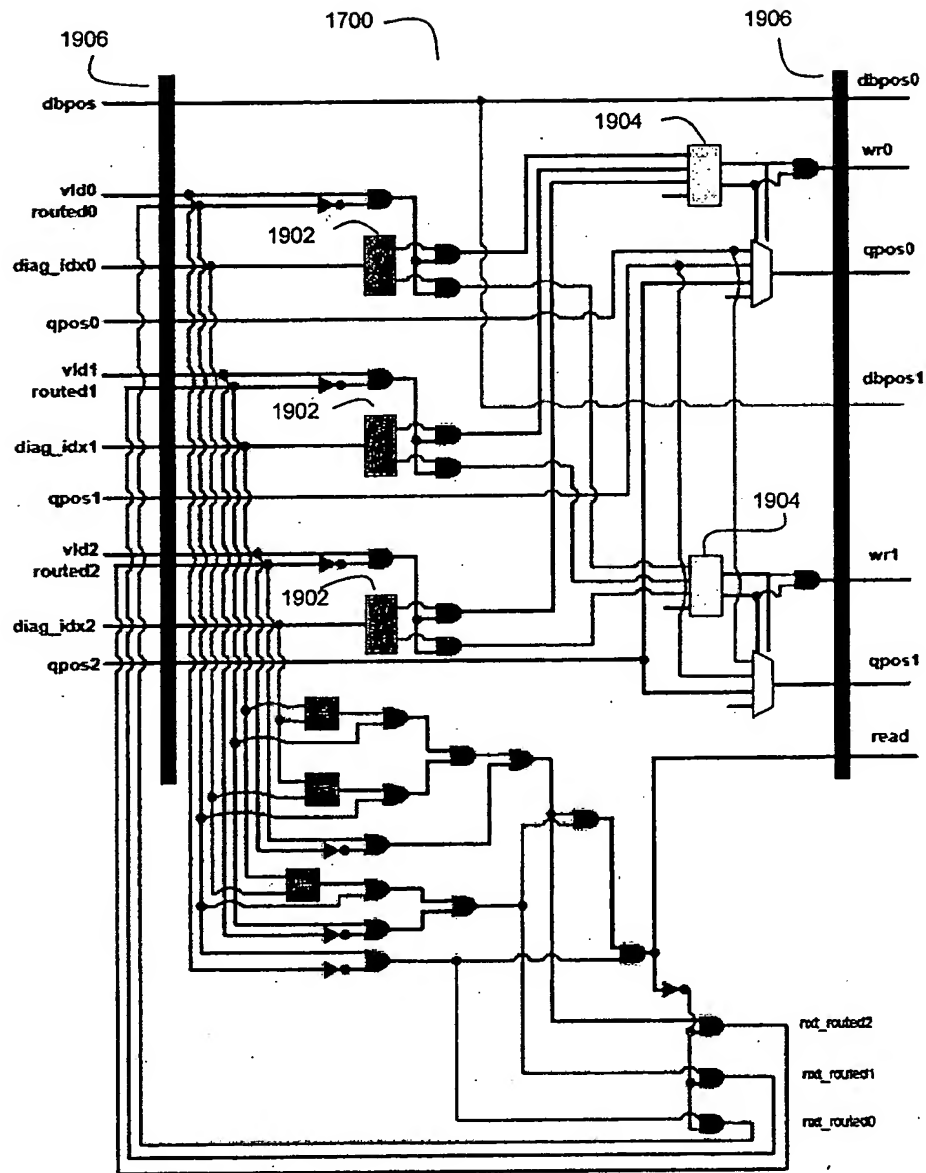 1700
1906
1906
dbpos
dbpos0
1904
wr0
vld0
routed0
1902
diag_idx0
qpos0
qpos0
vld1
routed1
dbpos1
1902
diag_idx1
qpos1
1904
vld2
wr1
routed2
1902
diag_idx2
qpos2
qpos1
read
nxt_routed2
nxt_routed1
nxt_routed0